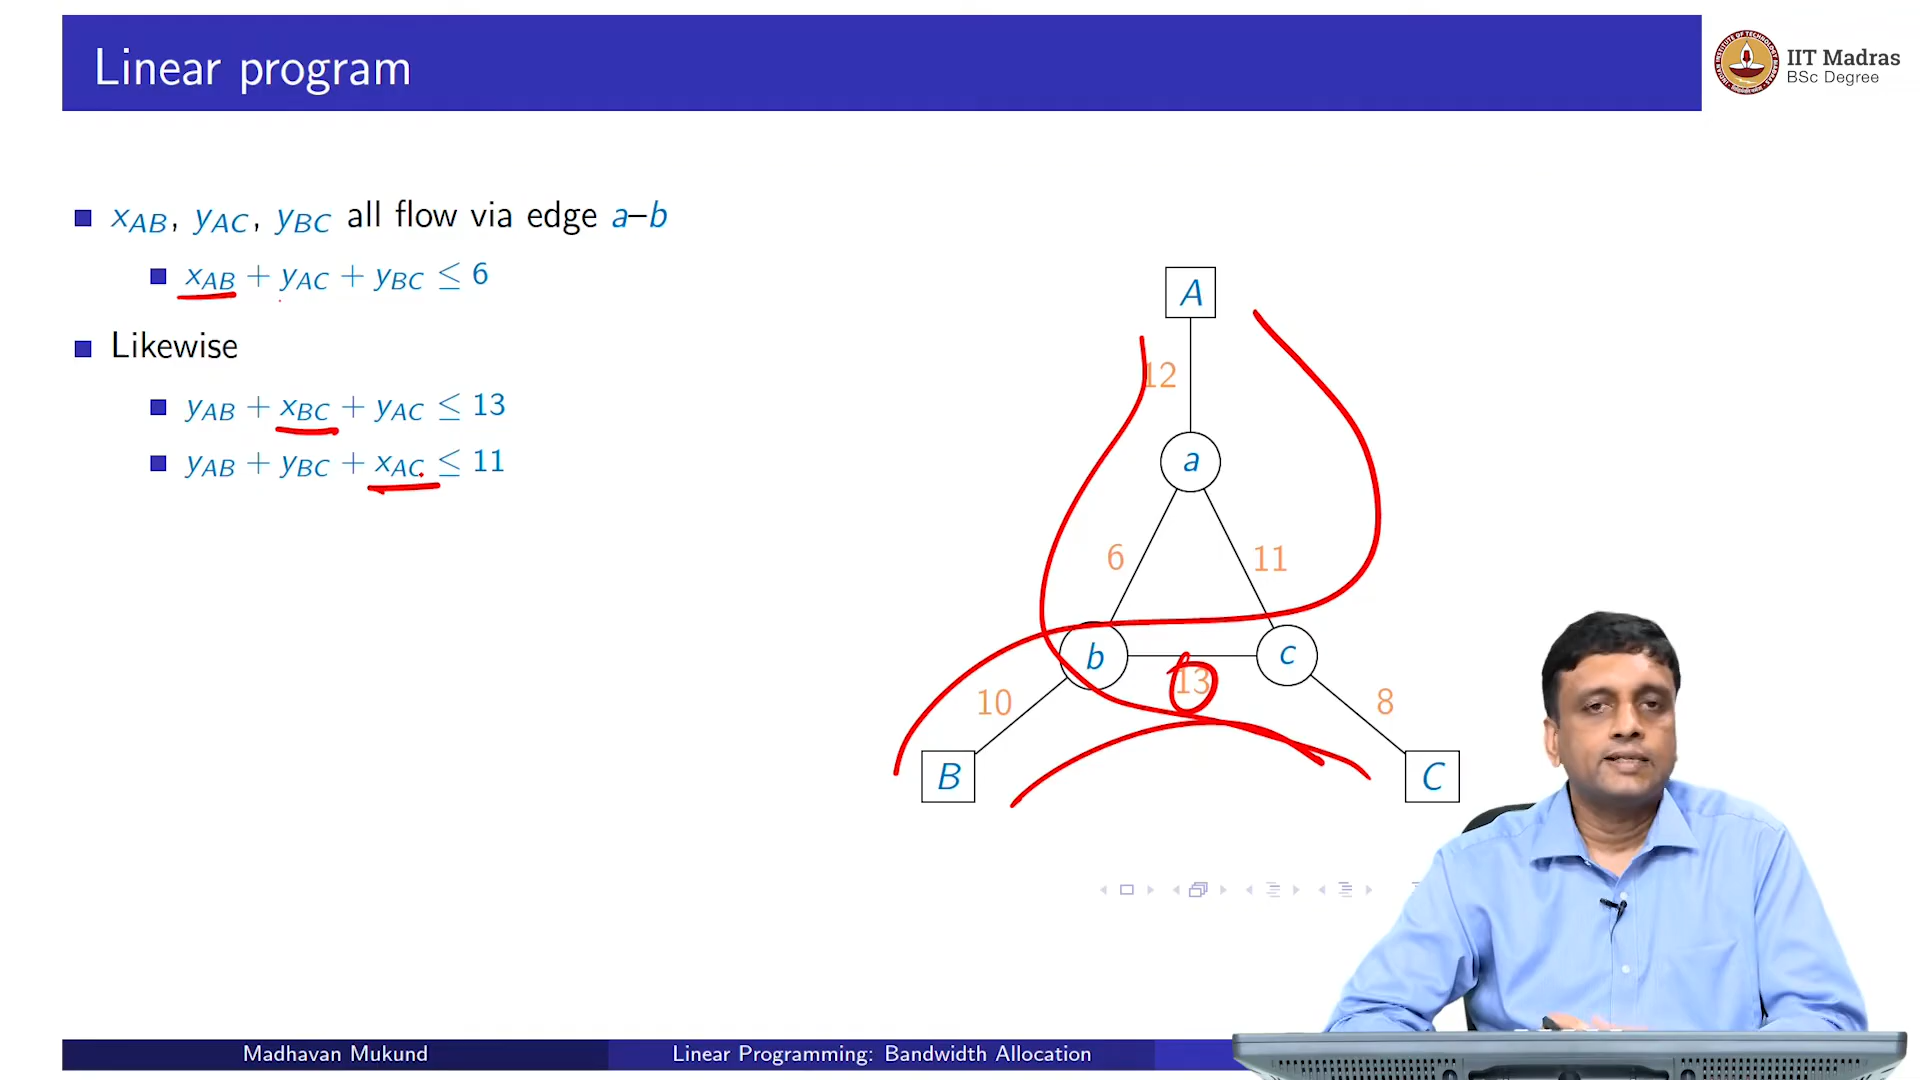 Linear program
IIT Madras
BSc Degree
x_AB, y_AC, y_BC all flow via edge a–b
x_AB + y_AC + y_BC ≤ 6
Likewise
y_AB + x_BC + y_AC ≤ 13
y_AB + y_BC + x_AC ≤ 11
A
12
a
6
11
b
c
13
10
8
B
C
Madhavan Mukund
Linear Programming: Bandwidth Allocation